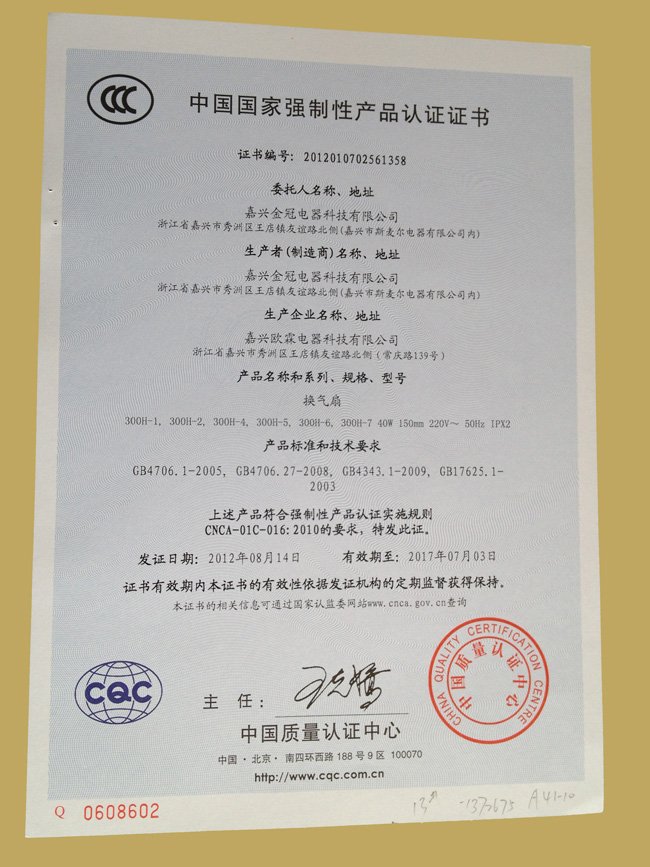 CCC
中国国家强制性产品认证证书
证书编号：2012010702561358
委托人名称、地址
嘉兴金冠电器科技有限公司
浙江省嘉兴市秀洲区王店镇友谊路北侧(嘉兴市斯麦尔电器有限公司内)
生产者(制造商)名称、地址
嘉兴金冠电器科技有限公司
浙江省嘉兴市秀洲区王店镇友谊路北侧(嘉兴市斯麦尔电器有限公司内)
生产企业名称、地址
嘉兴欧霖电器科技有限公司
浙江省嘉兴市秀洲区王店镇友谊路北侧（常庆路139号）
产品名称和系列、规格、型号
换气扇
300H-1, 300H-2, 300H-4, 300H-5, 300H-6, 300H-7 40W 150mm 220V～ 50Hz IPX2
产品标准和技术要求
GB4706.1-2005, GB4706.27-2008, GB4343.1-2009, GB17625.1-
2003
上述产品符合强制性产品认证实施规则
CNCA-01C-016:2010的要求，特发此证。
发证日期：2012年08月14日 有效期至：2017年07月03日
证书有效期内本证书的有效性依据发证机构的定期监督获得保持。
本证书的相关信息可通过国家认监委网站www.cnca.gov.cn查询
CQC
主 任：
CHINA QUALITY CERTIFICATION CENTRE
中国质量认证中心
中国质量认证中心
中国・北京・南四环西路 188 号 9 区 100070
http://www.cqc.com.cn
Q 0608602
A41-10